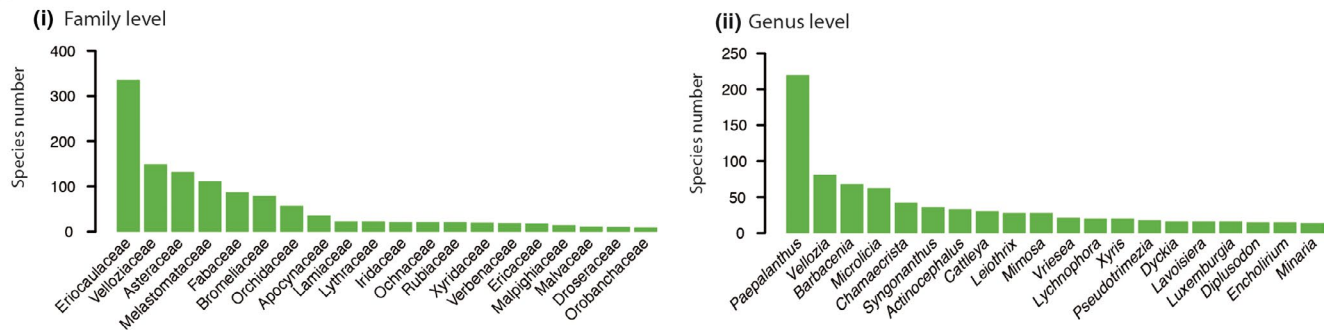 (i) Family level
Species number
400
300
200
100
0
Eriocaulaceae
Velloziaceae
Asteraceae
Melastomataceae
Fabaceae
Bromeliaceae
Orchidaceae
Apocynaceae
Lamiaceae
Lythraceae
Iridaceae
Ochnaceae
Rubiaceae
Xyridaceae
Verbenaceae
Ericaceae
Malpighiaceae
Malvaceae
Droseraceae
Orobanchaceae
(ii) Genus level
Species number
250
200
150
100
50
0
Paepalanthus
Vellozia
Barbacenia
Microlicia
Chamaecrista
Syngonanthus
Actinocephalus
Cattleya
Leiothrix
Mimosa
Vriesea
Lychnophora
Xyris
Pseudotrimezia
Dyckia
Lavoisiera
Luxemburgia
Diplusodon
Encholirium
Minaria